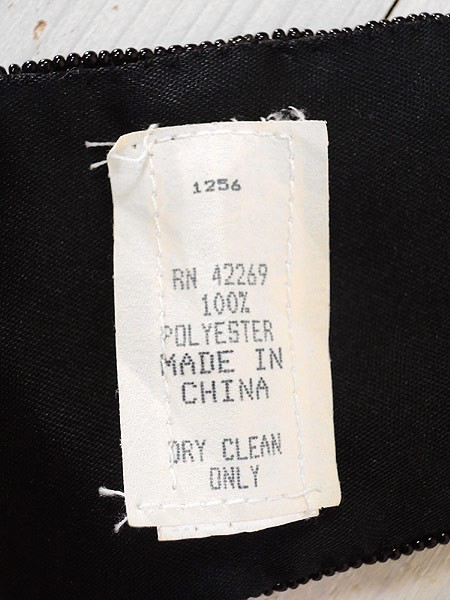 1256
RN 42269
100%
POLYESTER
MADE IN
CHINA
DRY CLEAN
ONLY